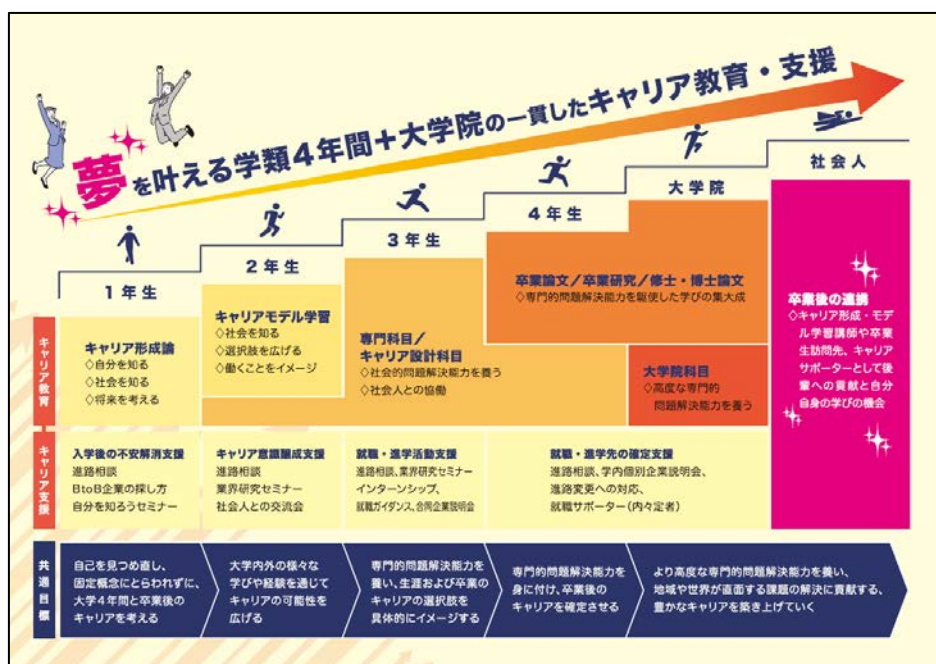 夢を叶える学類4年間+大学院の一貫したキャリア教育・支援
1年生
2年生
3年生
4年生
大学院
社会人
キャリア教育
キャリア形成論
◇自分を知る
◇社会を知る
◇将来を考える
キャリアモデル学習
◇社会を知る
◇選択肢を広げる
◇働くことをイメージ
専門科目/
キャリア設計科目
◇社会的問題解決能力を養う
◇社会人との協働
卒業論文/卒業研究/修士・博士論文
◇専門的問題解決能力を駆使した学びの集大成
大学院科目
◇高度な専門的
問題解決能力を養う
卒業後の連携
◇キャリア形成・モデ
ル学習講師や卒業
生訪問先、キャリア
サポーターとして後
輩への貢献と自分
自身の学びの機会
キャリア支援
入学後の不安解消支援
進路相談
BtoB企業の探し方
自分を知ろうセミナー
キャリア意識醸成支援
進路相談
業界研究セミナー
社会人との交流会
就職・進学活動支援
進路相談、業界研究セミナー
インターンシップ、
就職ガイダンス、合同企業説明会
就職・進学先の確定支援
進路相談、学内個別企業説明会、
進路変更への対応、
就職サポーター(内々定者)
共通目標
自己を見つめ直し、
固定概念にとらわれずに、
大学4年間と卒業後の
キャリアを考える
大学内外の様々な
学びや経験を通じて
キャリアの可能性を
広げる
専門的問題解決能力を
養い、生涯および卒業の
キャリアの選択肢を
具体的にイメージする
専門的問題解決能力を
身に付け、卒業後の
キャリアを確定させる
より高度な専門的問題解決能力を養い、
地域や世界が直面する課題の解決に貢献する、
豊かなキャリアを築き上げていく